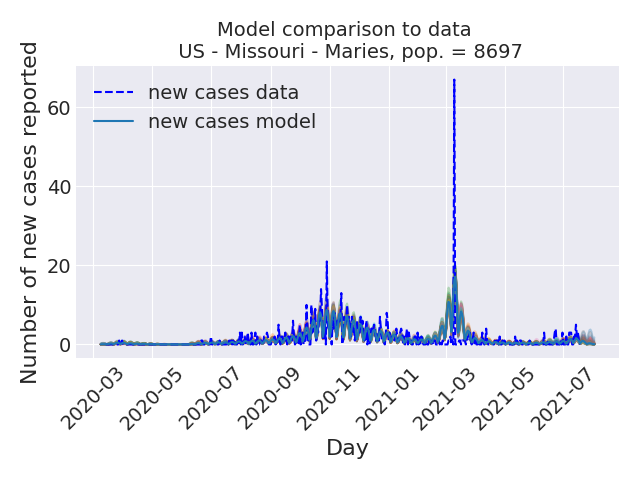 Model comparison to data
US - Missouri - Maries, pop. = 8697
Number of new cases reported
60
40
20
0
new cases data
new cases model
2020-03
2020-05
2020-07
2020-09
2020-11
2021-01
2021-03
2021-05
2021-07
Day